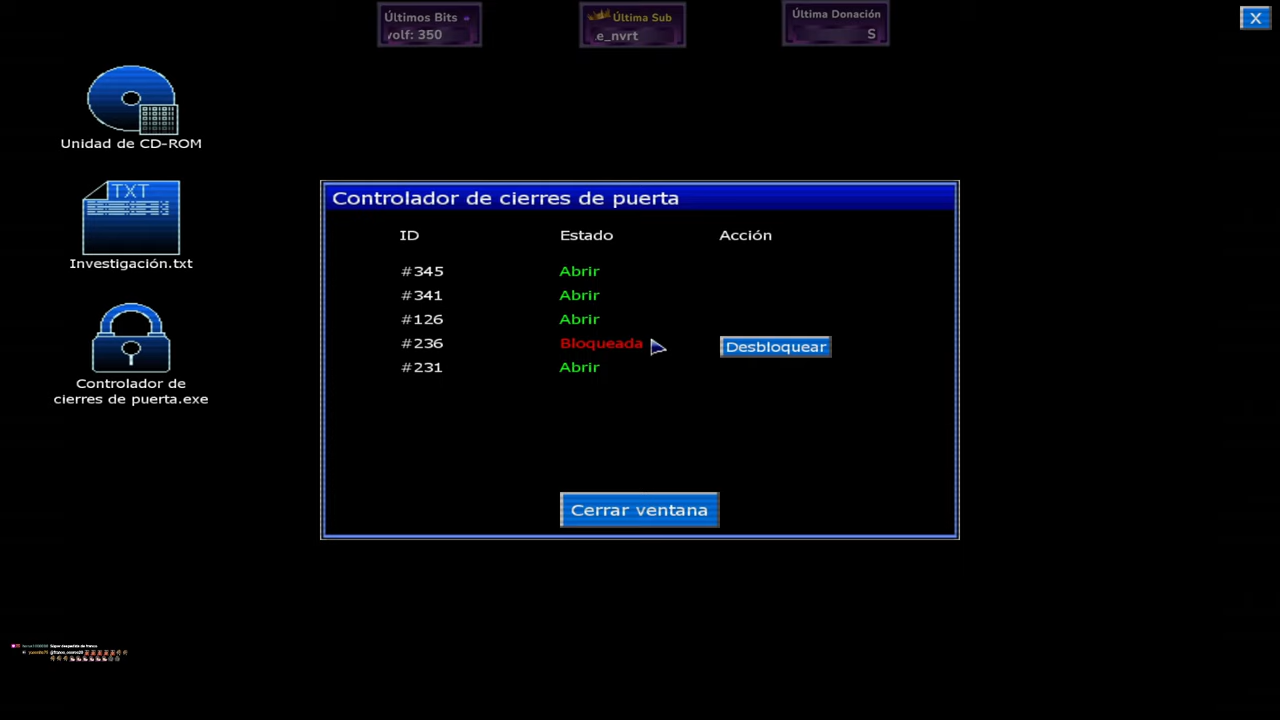 Últimos Bits
volf: 350
Última Sub
.e_nvrt
Última Donación
S
X
Unidad de CD-ROM
TXT
Investigación.txt
Controlador de
cierres de puerta.exe
Controlador de cierres de puerta
ID Estado Acción
#345 Abrir
#341 Abrir
#126 Abrir
#236 Bloqueada Desbloquear
#231 Abrir
Cerrar ventana